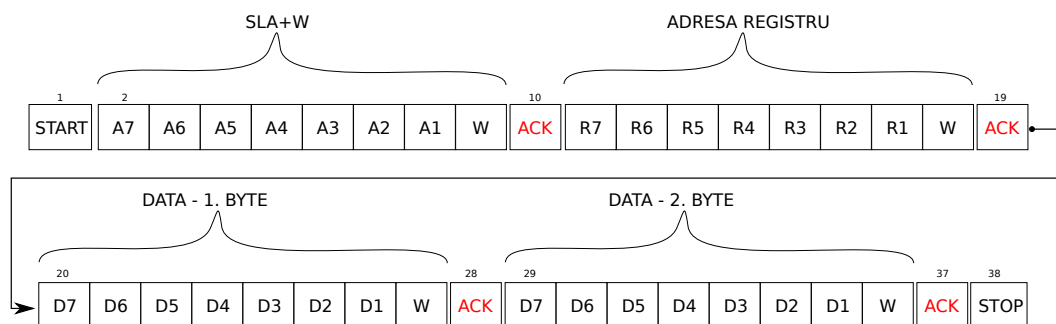 SLA+W ADRESA REGISTRU
1 2 10 19
START A7 A6 A5 A4 A3 A2 A1 W ACK R7 R6 R5 R4 R3 R2 R1 W ACK
DATA - 1. BYTE DATA - 2. BYTE
20 28 29 37 38
D7 D6 D5 D4 D3 D2 D1 W ACK D7 D6 D5 D4 D3 D2 D1 W ACK STOP